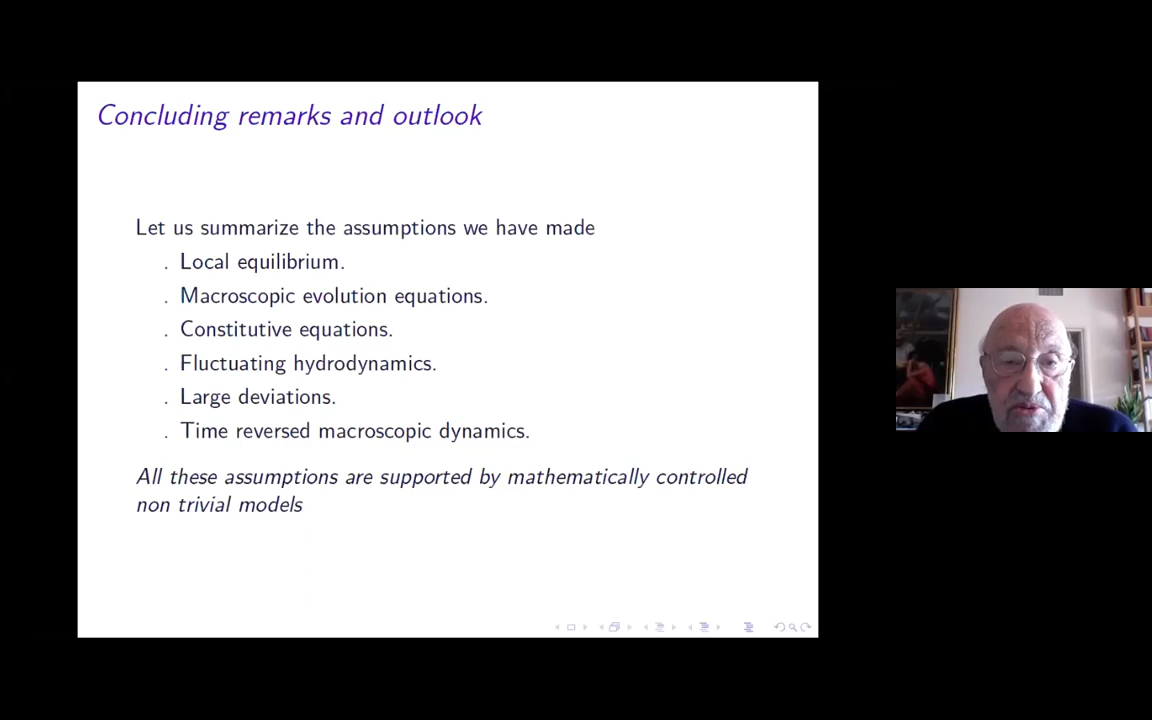 Concluding remarks and outlook
Let us summarize the assumptions we have made
. Local equilibrium.
. Macroscopic evolution equations.
. Constitutive equations.
. Fluctuating hydrodynamics.
. Large deviations.
. Time reversed macroscopic dynamics.
All these assumptions are supported by mathematically controlled
non trivial models